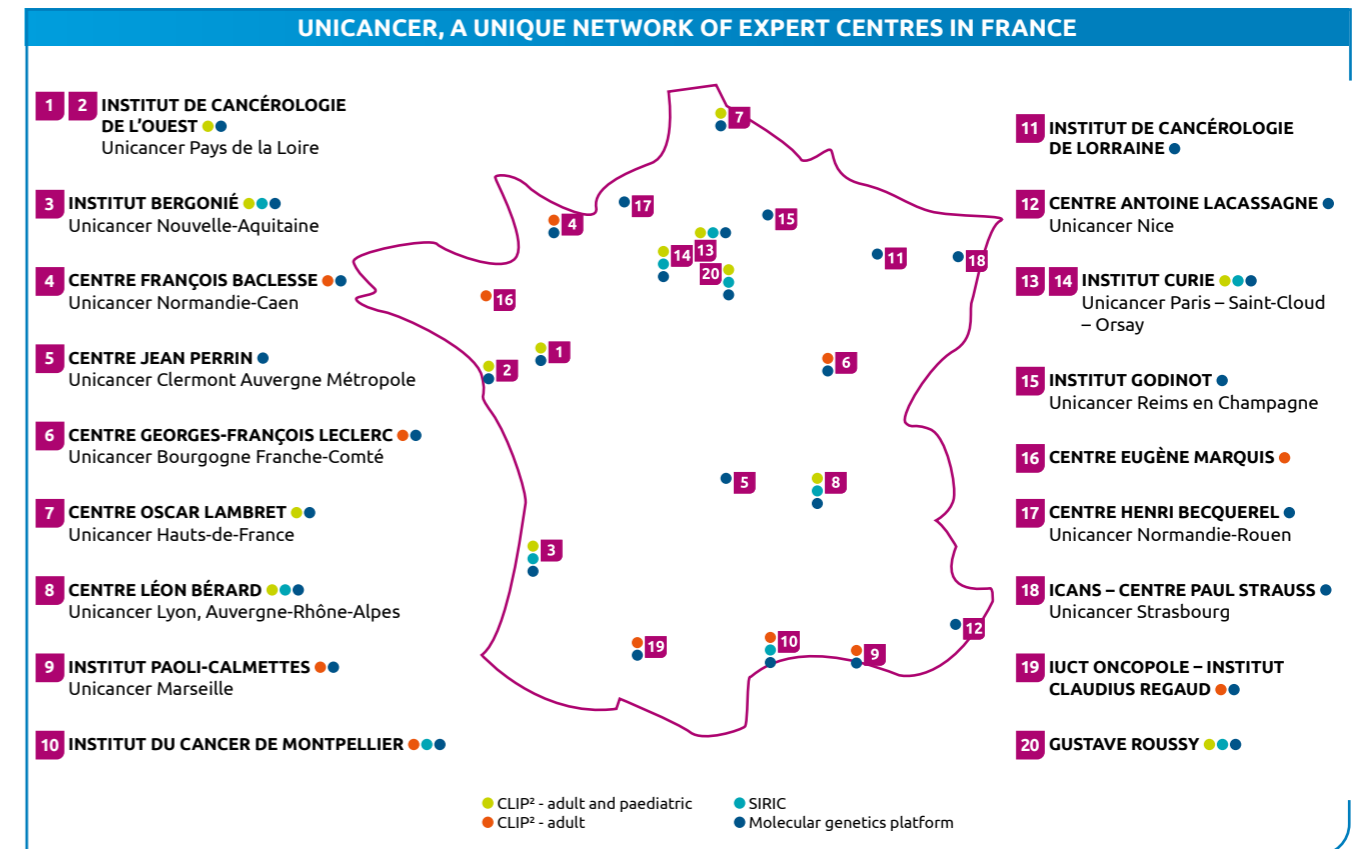 UNICANCER, A UNIQUE NETWORK OF EXPERT CENTRES IN FRANCE
1 2 INSTITUT DE CANCÉROLOGIE
DE L'OUEST
Unicancer Pays de la Loire
3 INSTITUT BERGONIÉ
Unicancer Nouvelle-Aquitaine
4 CENTRE FRANÇOIS BACLESSE
Unicancer Normandie-Caen
5 CENTRE JEAN PERRIN
Unicancer Clermont Auvergne Métropole
6 CENTRE GEORGES-FRANÇOIS LECLERC
Unicancer Bourgogne Franche-Comté
7 CENTRE OSCAR LAMBRET
Unicancer Hauts-de-France
8 CENTRE LÉON BÉRARD
Unicancer Lyon, Auvergne-Rhône-Alpes
9 INSTITUT PAOLI-CALMETTES
Unicancer Marseille
10 INSTITUT DU CANCER DE MONTPELLIER
7
17
4
15
14
13
20
11
18
16
1
2
6
5
8
3
12
19
10
9
11 INSTITUT DE CANCÉROLOGIE
DE LORRAINE
12 CENTRE ANTOINE LACASSAGNE
Unicancer Nice
13 14 INSTITUT CURIE
Unicancer Paris – Saint-Cloud
– Orsay
15 INSTITUT GODINOT
Unicancer Reims en Champagne
16 CENTRE EUGÈNE MARQUIS
17 CENTRE HENRI BECQUEREL
Unicancer Normandie-Rouen
18 ICANS – CENTRE PAUL STRAUSS
Unicancer Strasbourg
19 IUCT ONCOPOLE – INSTITUT
CLAUDIUS REGAUD
20 GUSTAVE ROUSSY
CLIP² - adult and paediatric
CLIP² - adult
SIRIC
Molecular genetics platform